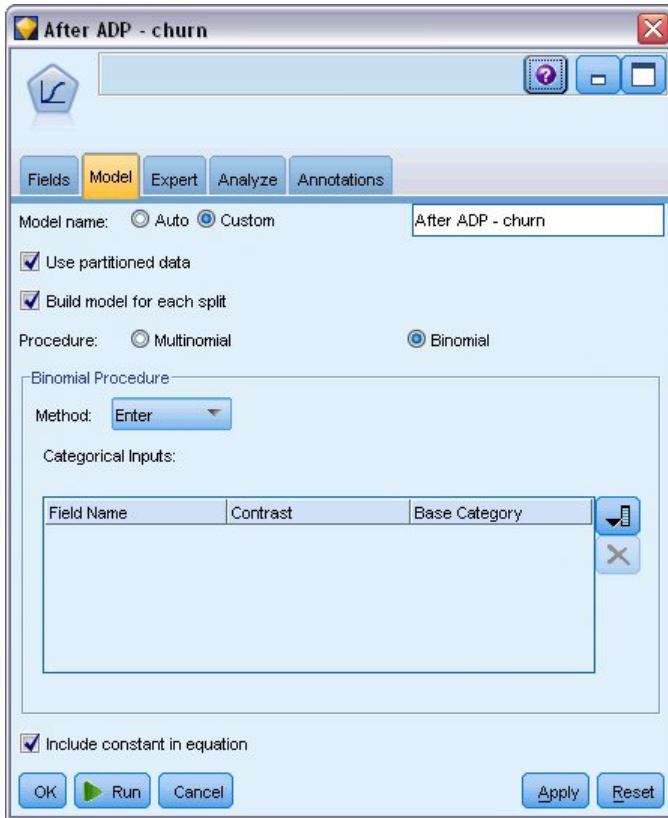 After ADP - churn
Fields Model Expert Analyze Annotations
Model name: Auto Custom After ADP - churn
Use partitioned data
Build model for each split
Procedure: Multinomial Binomial
Binomial Procedure
Method: Enter
Categorical Inputs:
Field Name Contrast Base Category
Include constant in equation
OK Run Cancel Apply Reset